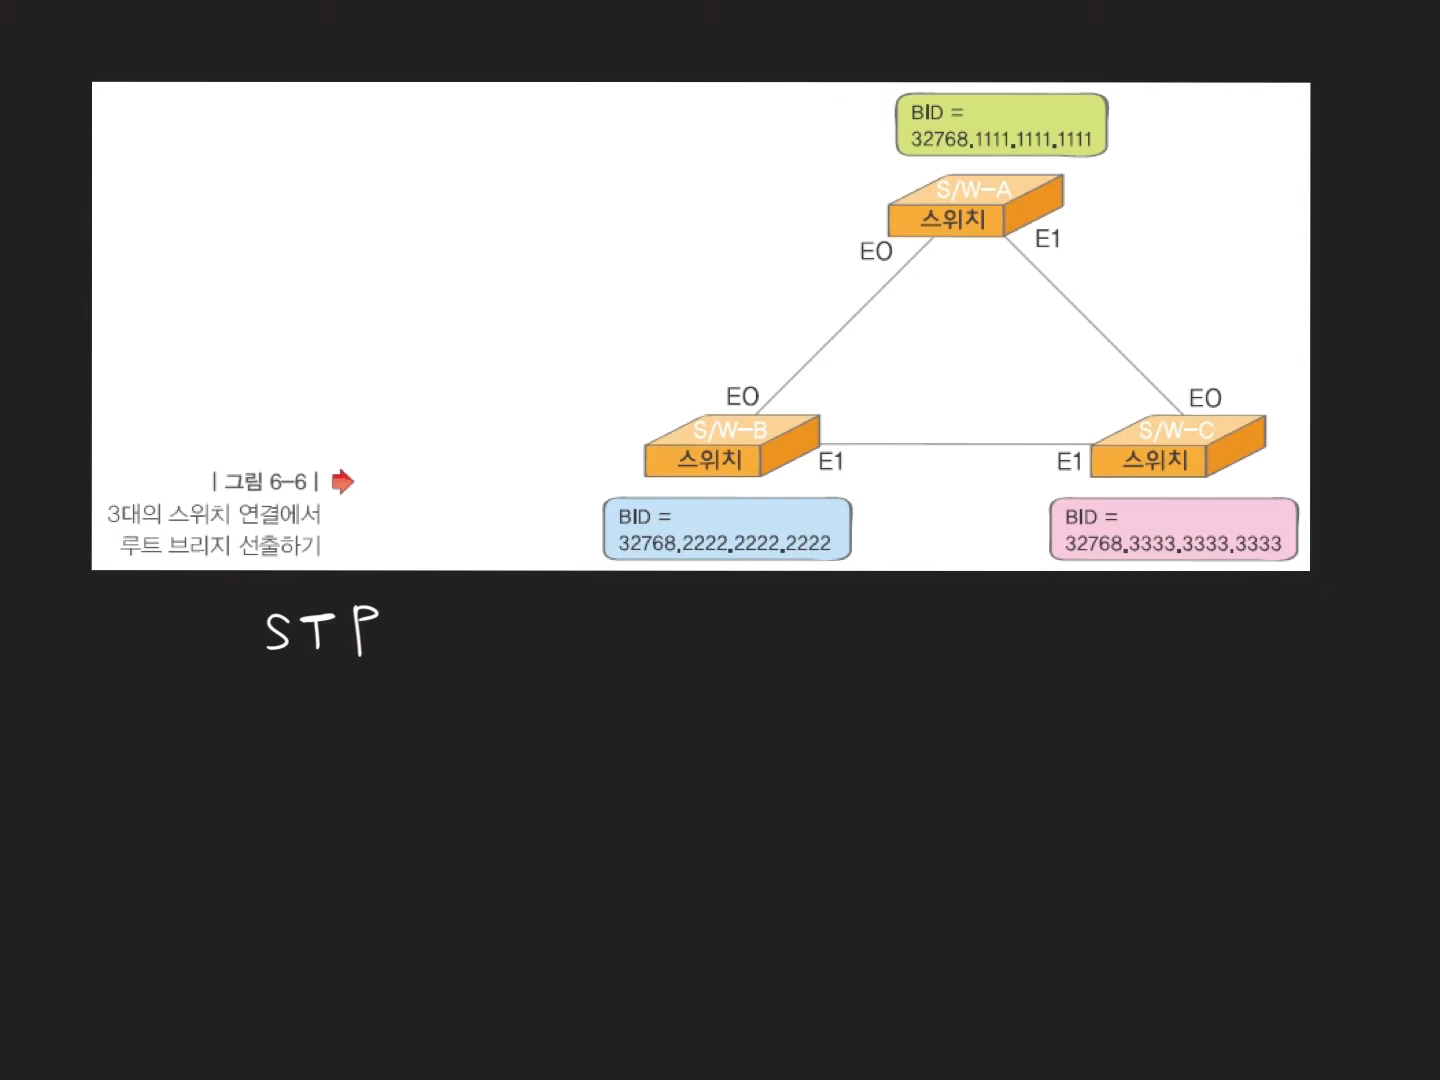 BID =
32768.1111.1111.1111
S/W-A
스위치
E0
E1
E0
E0
S/W-B
스위치
E1
E1
S/W-C
스위치
| 그림 6-6 |
3대의 스위치 연결에서
루트 브리지 선출하기
BID =
32768.2222.2222.2222
BID =
32768.3333.3333.3333
STP